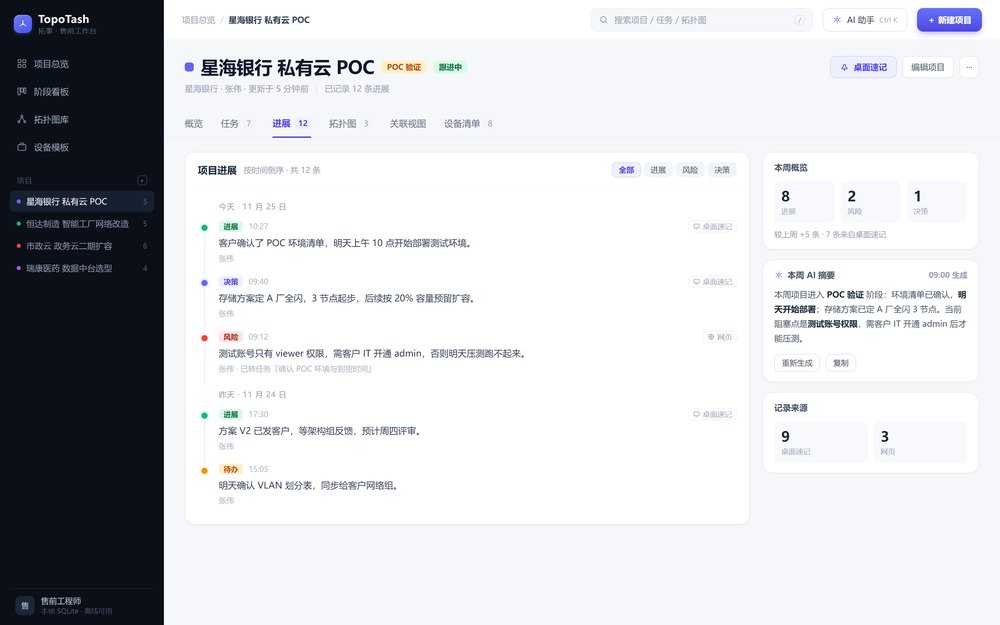 TopoTash
拓事 · 售前工作台
项目总览
阶段看板
拓扑图库
设备模板
项目 +
星海银行 私有云 POC 5
恒达制造 智能工厂网络改造 5
市政云 政务云二期扩容 6
瑞康医药 数据中台选型 4
售 售前工程师
本地 SQLite · 离线可用
项目总览 / 星海银行 私有云 POC
搜索项目 / 任务 / 拓扑图 /
AI 助手 Ctrl K
+ 新建项目
星海银行 私有云 POC POC 验证 跟进中
桌面速记 编辑项目 ...
星海银行 · 张伟 · 更新于 5 分钟前 已记录 12 条进展
概览 任务 7 进展 12 拓扑图 3 关联视图 设备清单 8
项目进展 按时间倒序 · 共 12 条
全部 进展 风险 决策
今天 · 11 月 25 日
进展 10:27 桌面速记
客户确认了 POC 环境清单，明天上午 10 点开始部署测试环境。
张伟
决策 09:40 桌面速记
存储方案定 A 厂全闪，3 节点起步，后续按 20% 容量预留扩容。
张伟
风险 09:12 网页
测试账号只有 viewer 权限，需客户 IT 开通 admin，否则明天压测跑不起来。
张伟 · 已转任务「确认 POC 环境与到货时间」
昨天 · 11 月 24 日
进展 17:30 桌面速记
方案 V2 已发客户，等架构组反馈，预计周四评审。
张伟
待办 15:05
明天确认 VLAN 划分表，同步给客户网络组。
张伟
本周概览
8 2 1
进展 风险 决策
较上周 +5 条 · 7 条来自桌面速记
本周 AI 摘要 09:00 生成
本周项目进入 POC 验证 阶段：环境清单已确认，明
天开始部署；存储方案已定 A 厂全闪 3 节点。当前
阻塞点是测试账号权限，需客户 IT 开通 admin 后才
能压测。
重新生成 复制
记录来源
9 3
桌面速记 网页